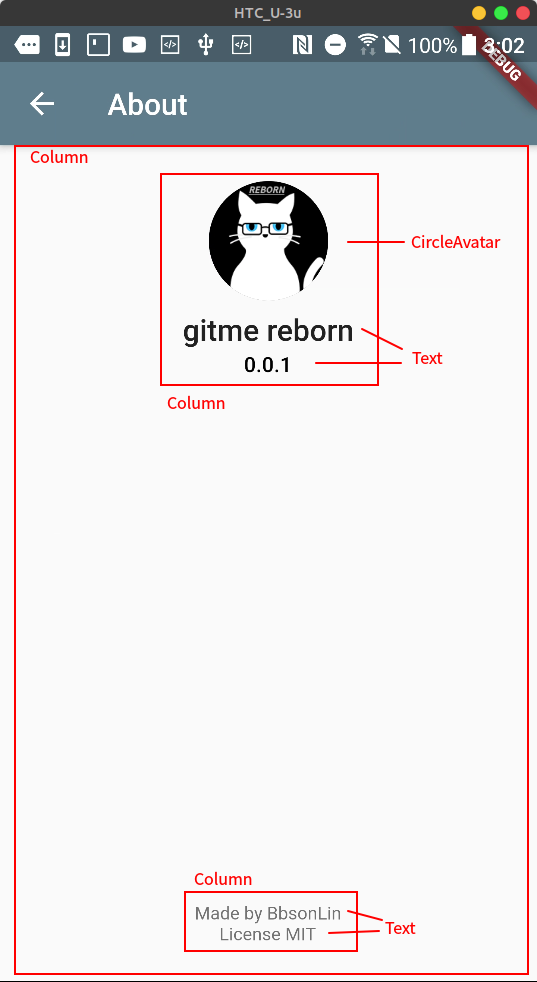 HTC_U-3u
100%
3:02
DEBUG
About
Column
REBORN
CircleAvatar
gitme reborn
0.0.1
Text
Column
Column
Made by BbsonLin
License MIT
Text